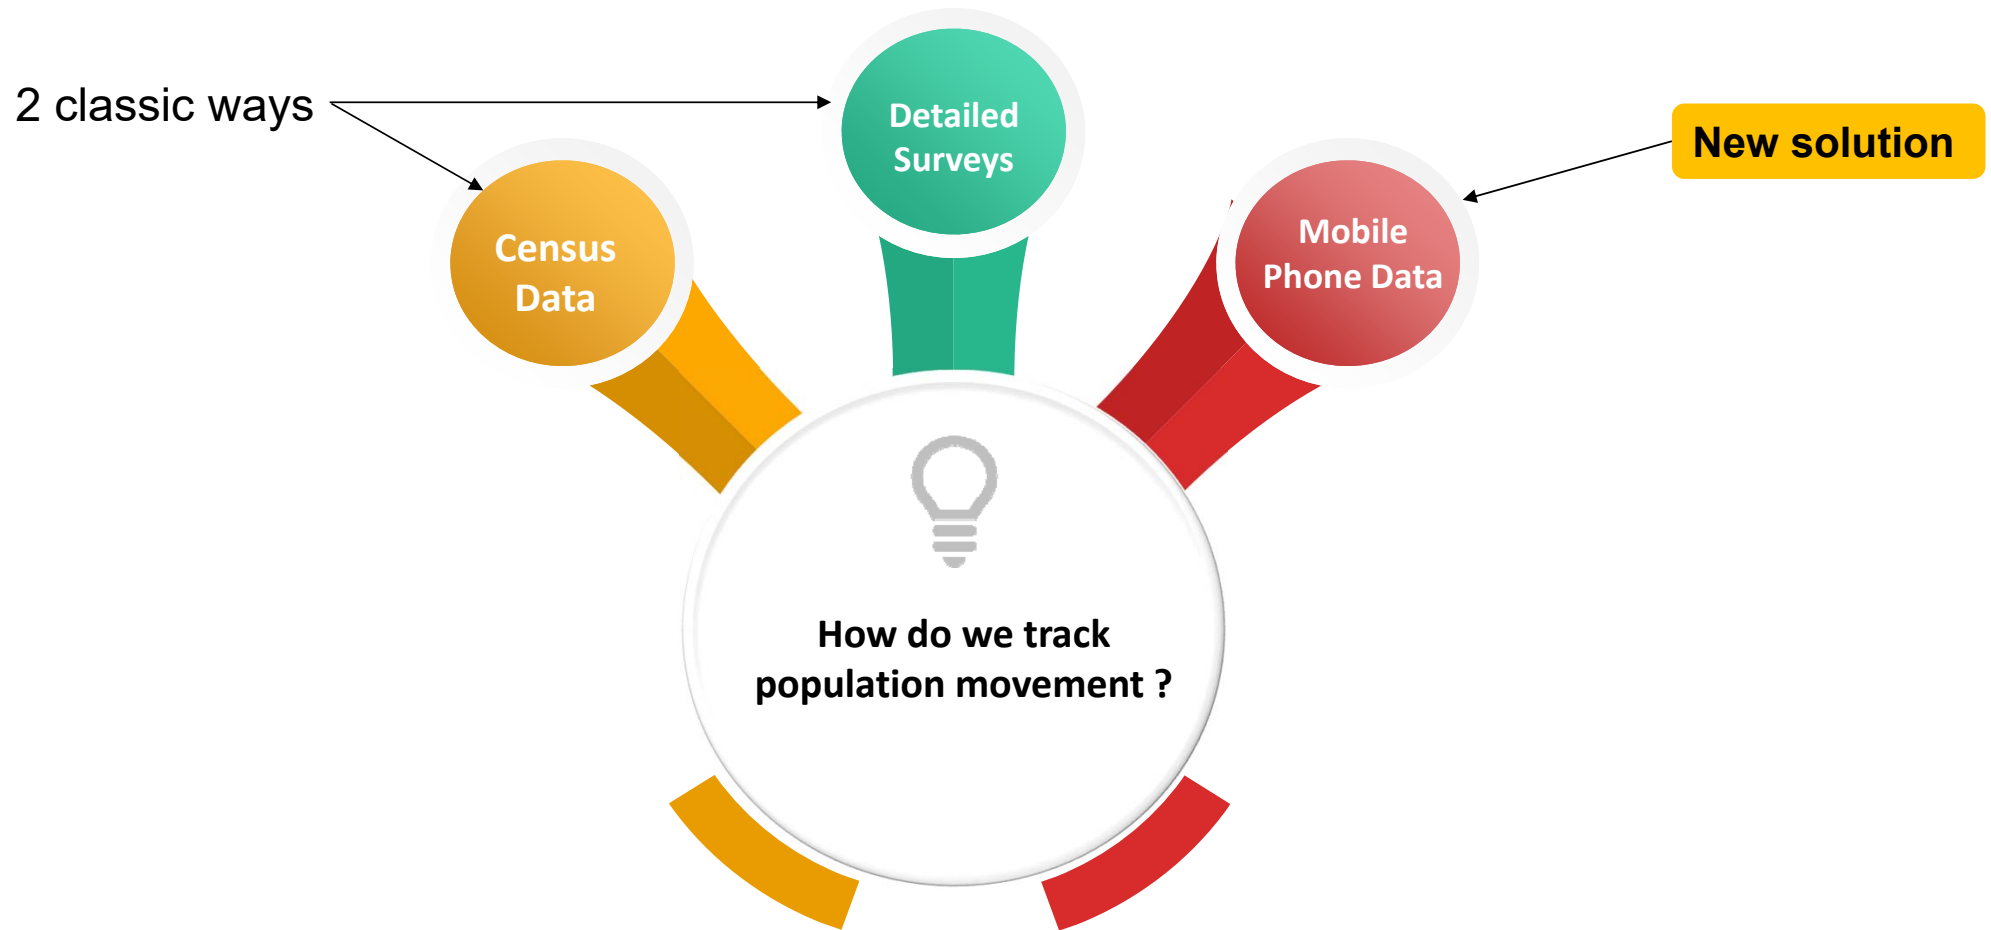 2 classic ways
Detailed
Surveys
New solution
Census
Data
Mobile
Phone Data
How do we track
population movement ?